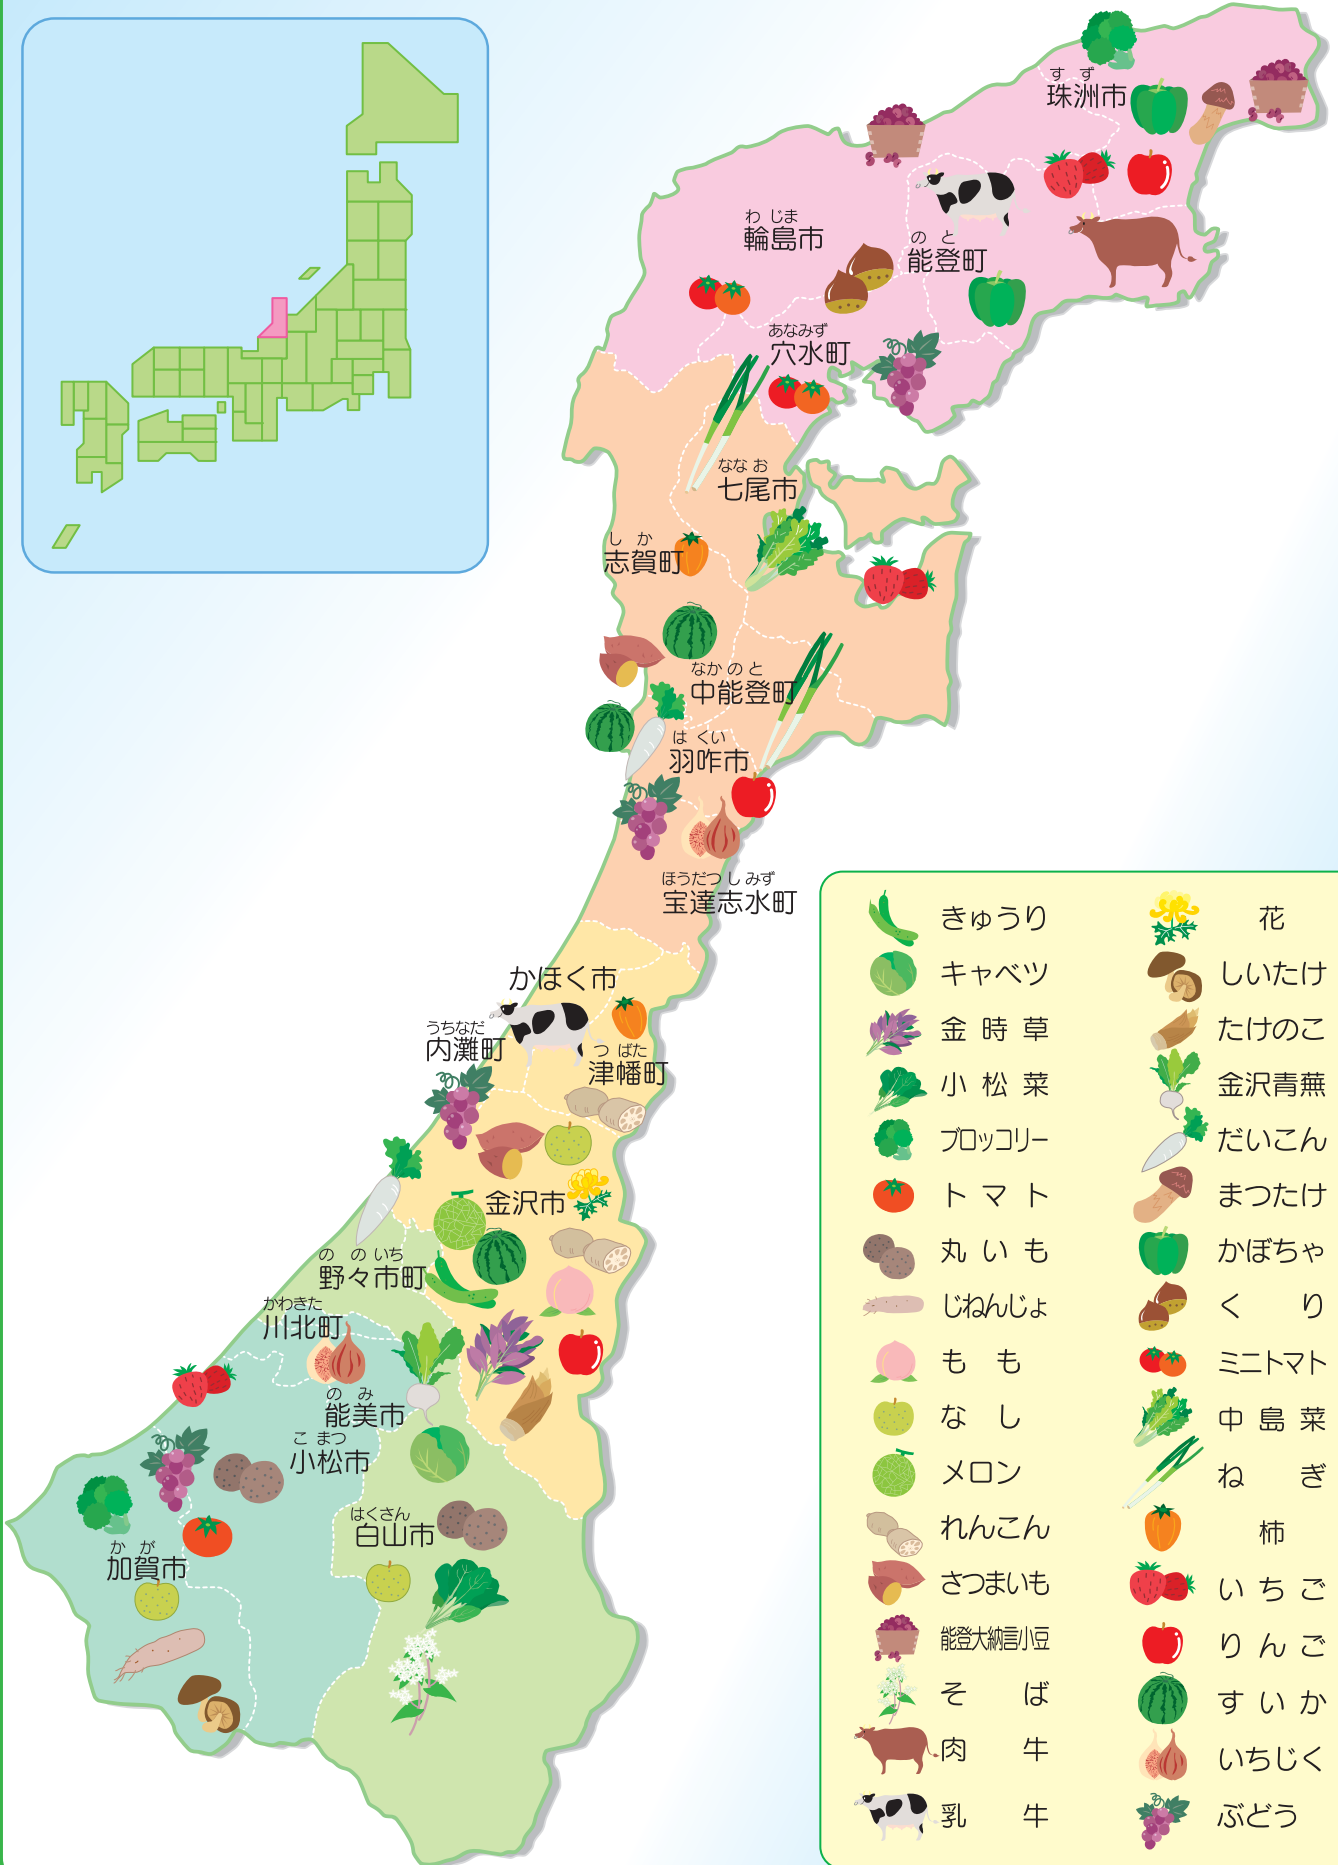 すず
珠洲市
わじま
輪島市
のと
能登町
あなみず
穴水町
ななお
七尾市
しか
志賀町
なかのと
中能登町
はくい
羽咋市
ほうだつしみず
宝達志水町
かほく市
うちなだ
内灘町
つばた
津幡町
金沢市
ののいち
野々市町
かわきた
川北町
のみ
能美市
こまつ
小松市
はくさん
白山市
かが
加賀市
きゅうり
キャベツ
金時草
小松菜
ブロッコリー
トマト
丸いも
じねんじょ
もも
なし
メロン
れんこん
さつまいも
能登大納言小豆
そば
肉牛
乳牛
花
しいたけ
たけのこ
金沢青蕪
だいこん
まつたけ
かぼちゃ
くり
ミニトマト
中島菜
ねぎ
柿
いちご
りんご
すいか
いちじく
ぶどう